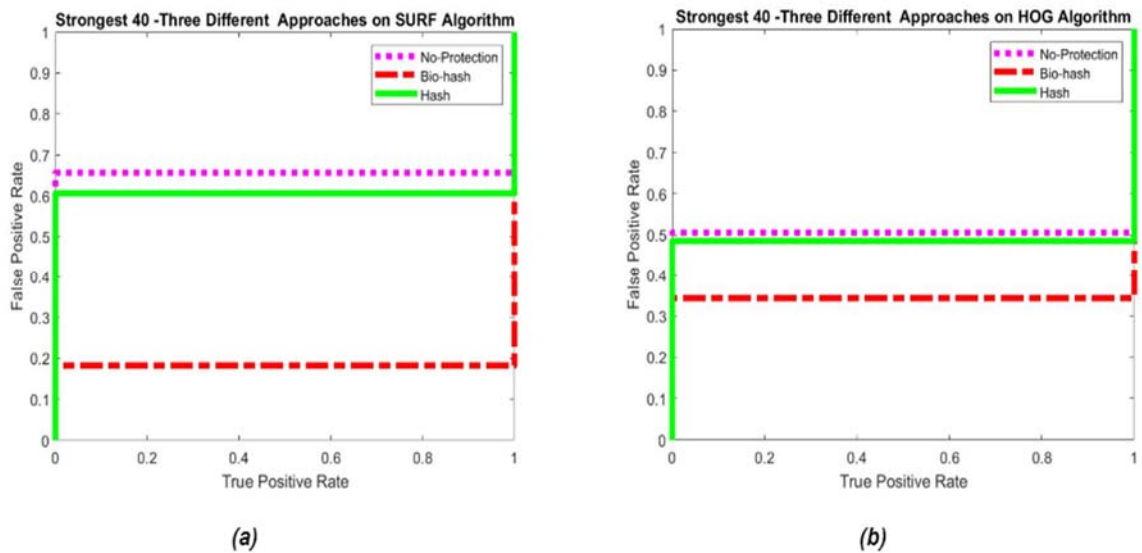 Strongest 40 -Three Different  Approaches on SURF Algorithm
No-Protection
Bio-hash
Hash
False Positive Rate
1
0.9
0.8
0.7
0.6
0.5
0.4
0.3
0.2
0.1
0
0 0.2 0.4 0.6 0.8 1
True Positive Rate
(a)
Strongest 40 -Three Different  Approaches on HOG Algorithm
No-Protection
Bio-hash
Hash
False Positive Rate
1
0.9
0.8
0.7
0.6
0.5
0.4
0.3
0.2
0.1
0
0 0.2 0.4 0.6 0.8 1
True Positive Rate
(b)